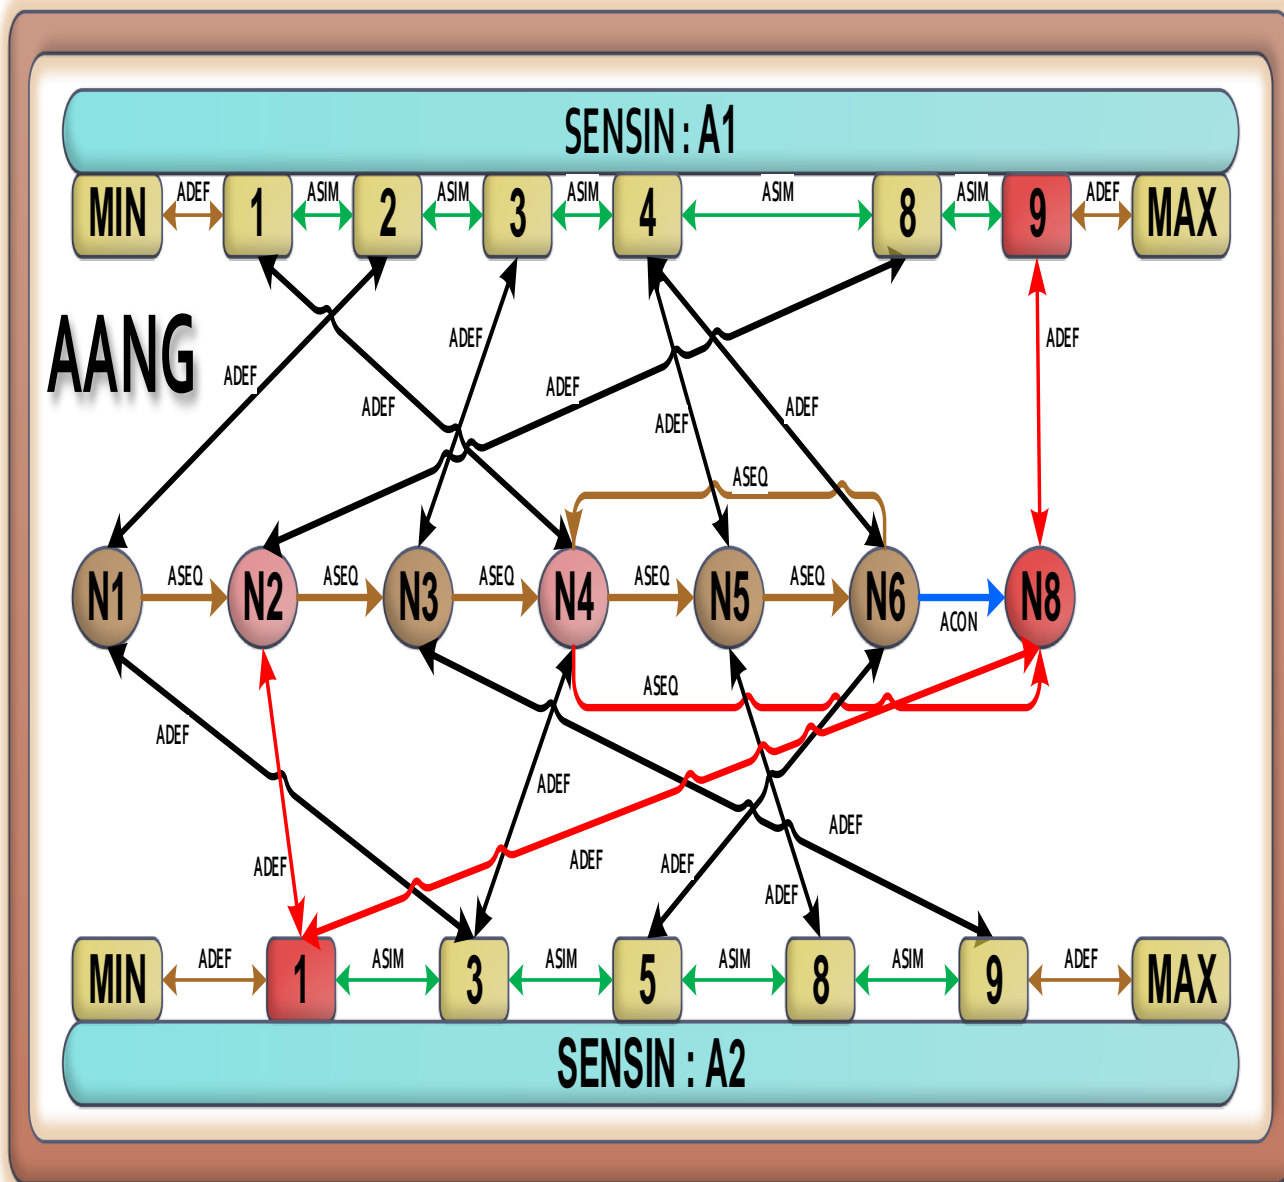 SENSIN : A1
MIN ADEF 1 ASIM 2 ASIM 3 ASIM 4 ASIM 8 ASIM 9 ADEF MAX
AANG
ADEF
ADEF
ADEF
ADEF
ADEF
ADEF
ADEF
ASEQ
N1 ASEQ N2 ASEQ N3 ASEQ N4 ASEQ N5 ASEQ N6 ACON N8
ASEQ
ADEF
ADEF
ADEF
ADEF
ADEF
ADEF
ADEF
MIN ADEF 1 ASIM 3 ASIM 5 ASIM 8 ASIM 9 ADEF MAX
SENSIN : A2